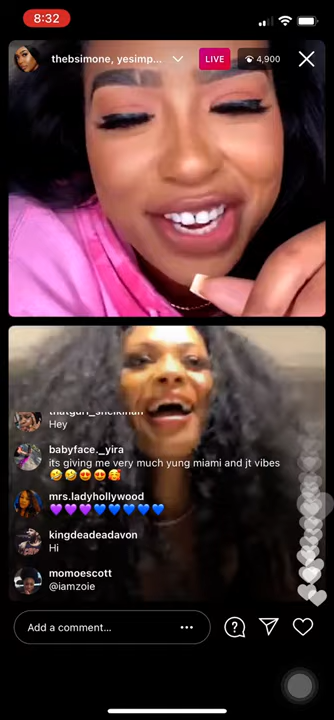 8:32
thebsimone, yesimp...
LIVE
4,900
Hey
babyface._yira
its giving me very much yung miami and jt vibes
🤣🤣😍😍🥰
mrs.ladyhollywood
💜💜💜💙💙💙💙💙
kingdeadeadavon
Hi
momoescott
@iamzoie
Add a comment...